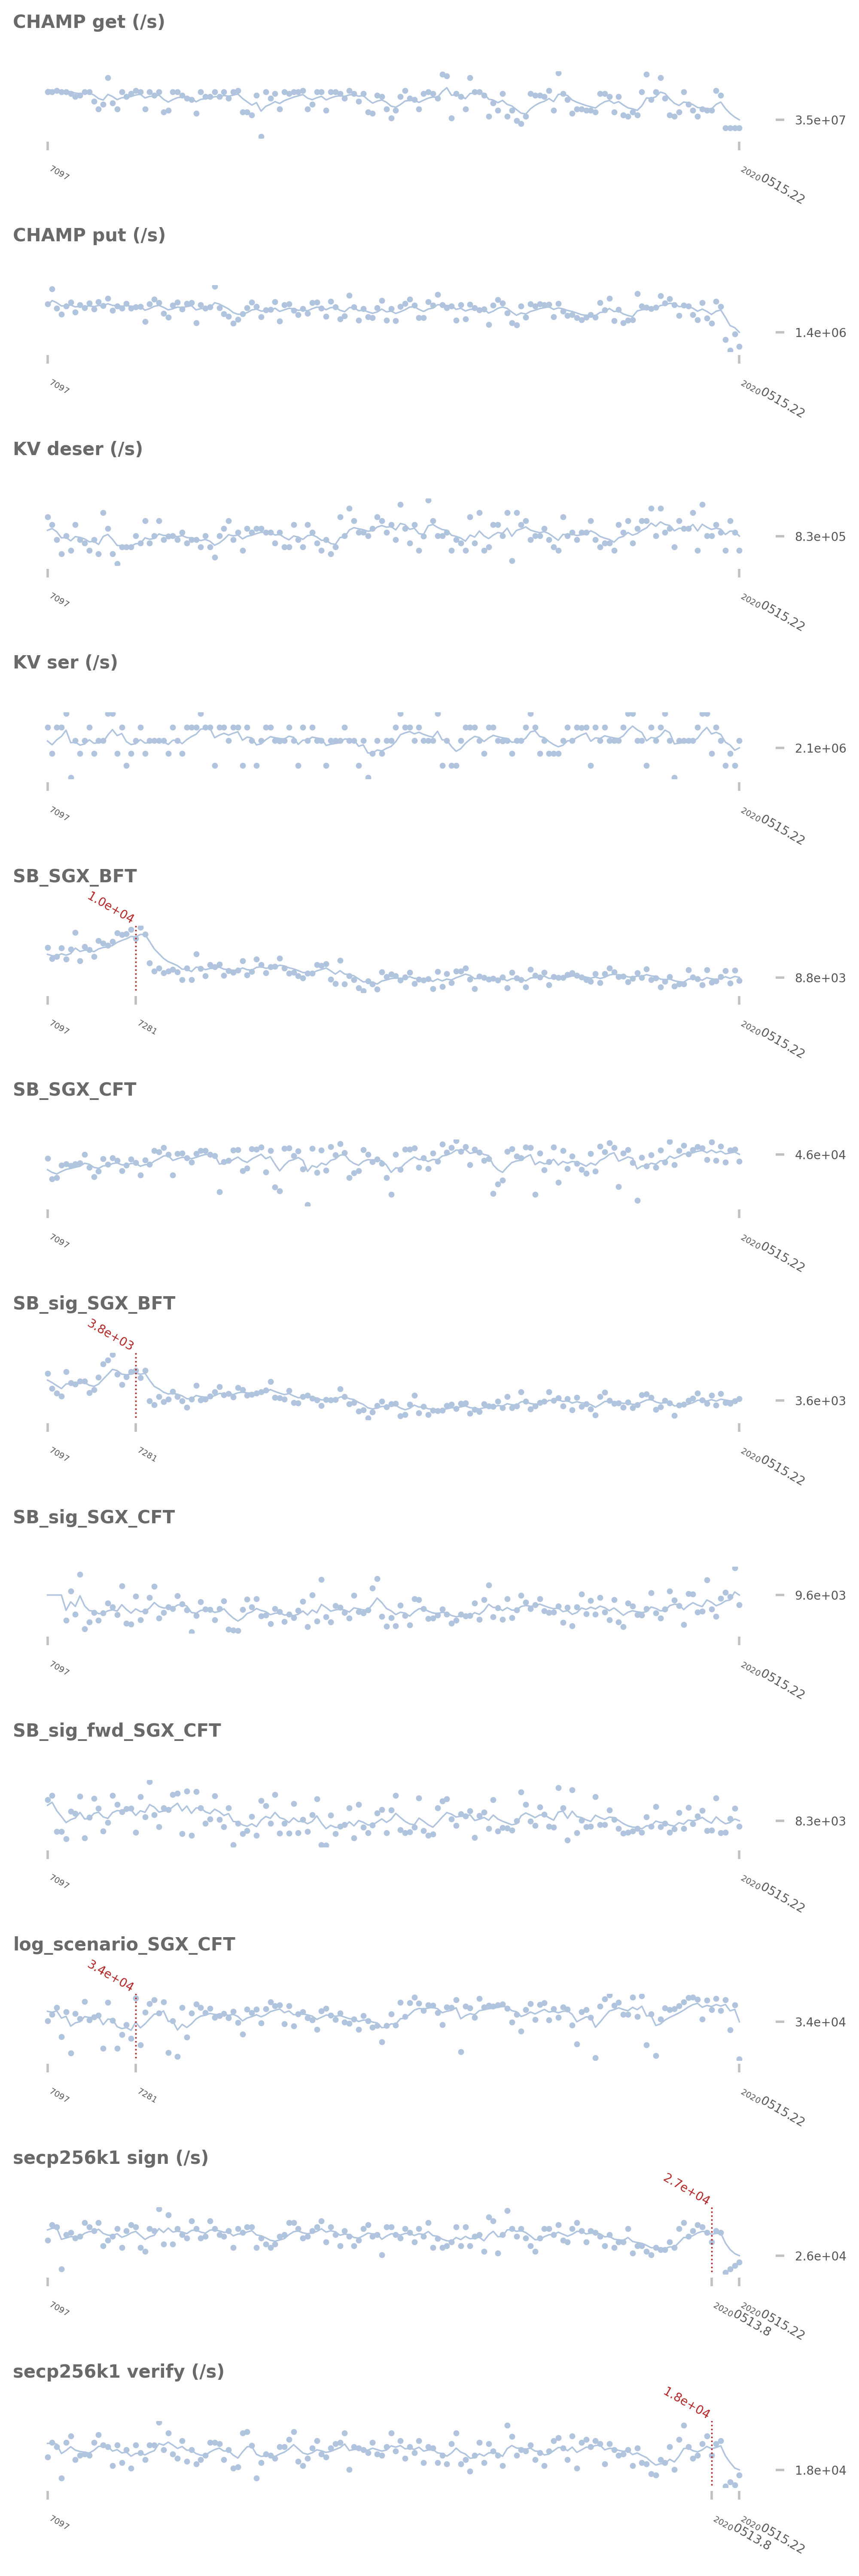 CHAMP get (/s)
3.5e+07
7097
20200515.22
CHAMP put (/s)
1.4e+06
7097
20200515.22
KV deser (/s)
8.3e+05
7097
20200515.22
KV ser (/s)
2.1e+06
7097
20200515.22
SB_SGX_BFT
1.0e+04
8.8e+03
7097
7281
20200515.22
SB_SGX_CFT
4.6e+04
7097
20200515.22
SB_sig_SGX_BFT
3.8e+03
3.6e+03
7097
7281
20200515.22
SB_sig_SGX_CFT
9.6e+03
7097
20200515.22
SB_sig_fwd_SGX_CFT
8.3e+03
7097
20200515.22
log_scenario_SGX_CFT
3.4e+04
3.4e+04
7097
7281
20200515.22
secp256k1 sign (/s)
2.7e+04
2.6e+04
7097
20200513.8
20200515.22
secp256k1 verify (/s)
1.8e+04
1.8e+04
7097
20200513.8
20200515.22